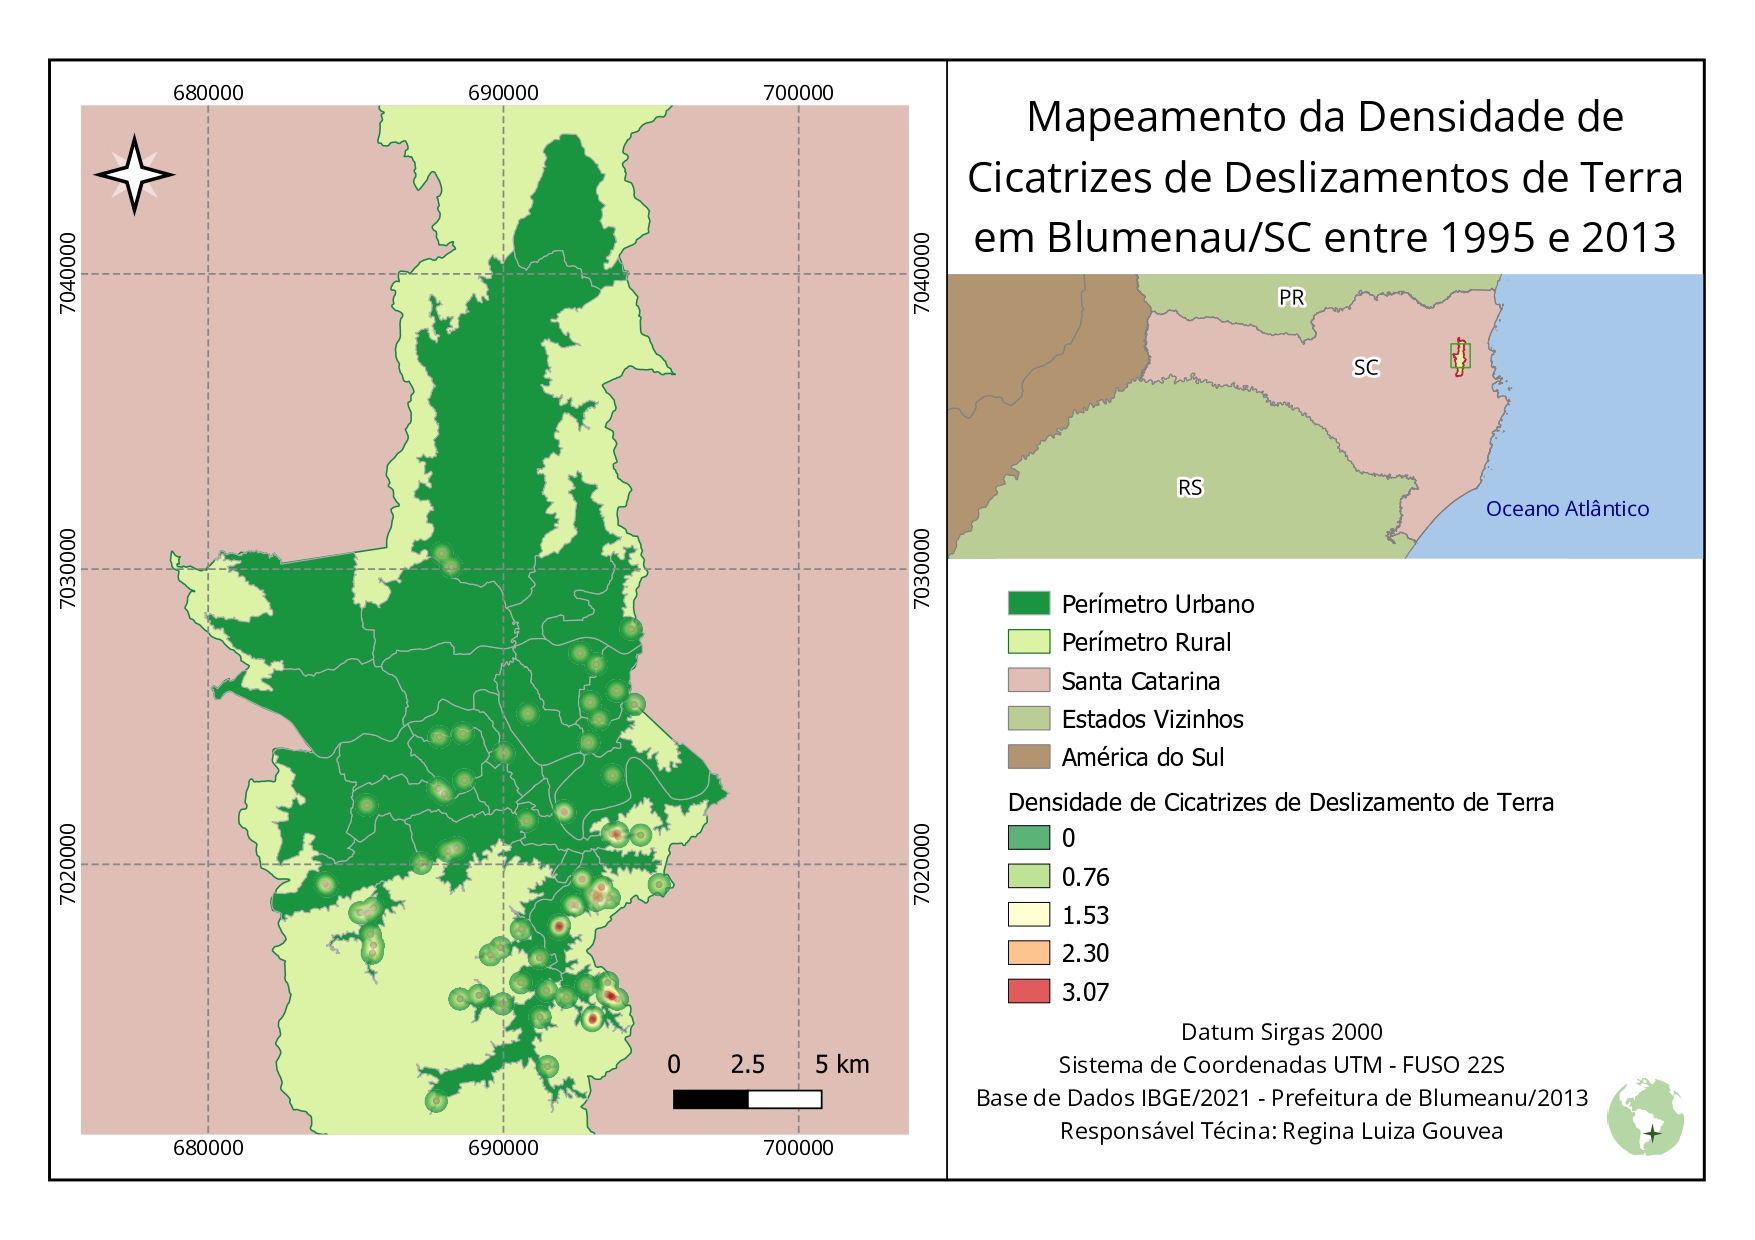 680000
690000
700000
7040000
7040000
7030000
7030000
7020000
7020000
0
2.5
5 km
680000
690000
700000
Mapeamento da Densidade de
Cicatrizes de Deslizamentos de Terra
em Blumenau/SC entre 1995 e 2013
PR
SC
RS
Oceano Atlântico
Perímetro Urbano
Perímetro Rural
Santa Catarina
Estados Vizinhos
América do Sul
Densidade de Cicatrizes de Deslizamento de Terra
0
0.76
1.53
2.30
3.07
Datum Sirgas 2000
Sistema de Coordenadas UTM - FUSO 22S
Base de Dados IBGE/2021 - Prefeitura de Blumeanu/2013
Responsável Técina: Regina Luiza Gouvea